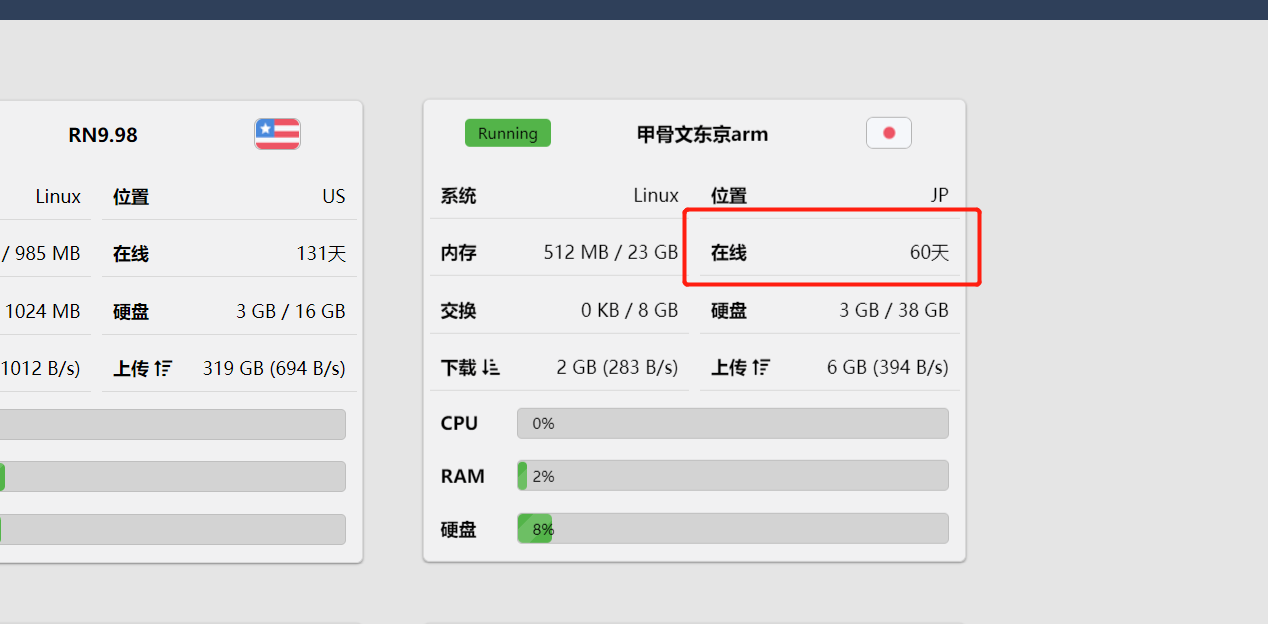 RN9.98
Linux 位置 US
/ 985 MB 在线 131天
1024 MB 硬盘 3 GB / 16 GB
1012 B/s) 上传 319 GB (694 B/s)
Running 甲骨文东京arm
系统 Linux 位置 JP
内存 512 MB / 23 GB 在线 60天
交换 0 KB / 8 GB 硬盘 3 GB / 38 GB
下载 2 GB (283 B/s) 上传 6 GB (394 B/s)
CPU 0%
RAM 2%
硬盘 8%